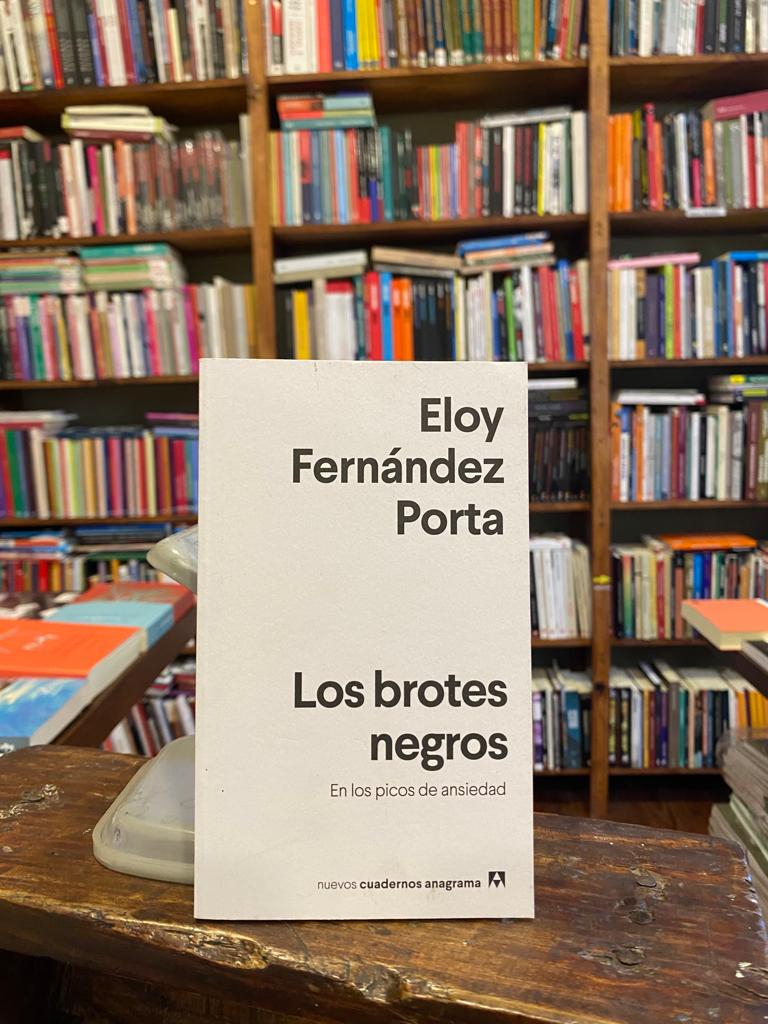 Eloy
Fernández
Porta
Los brotes
negros
En los picos de ansiedad
nuevos cuadernos anagrama